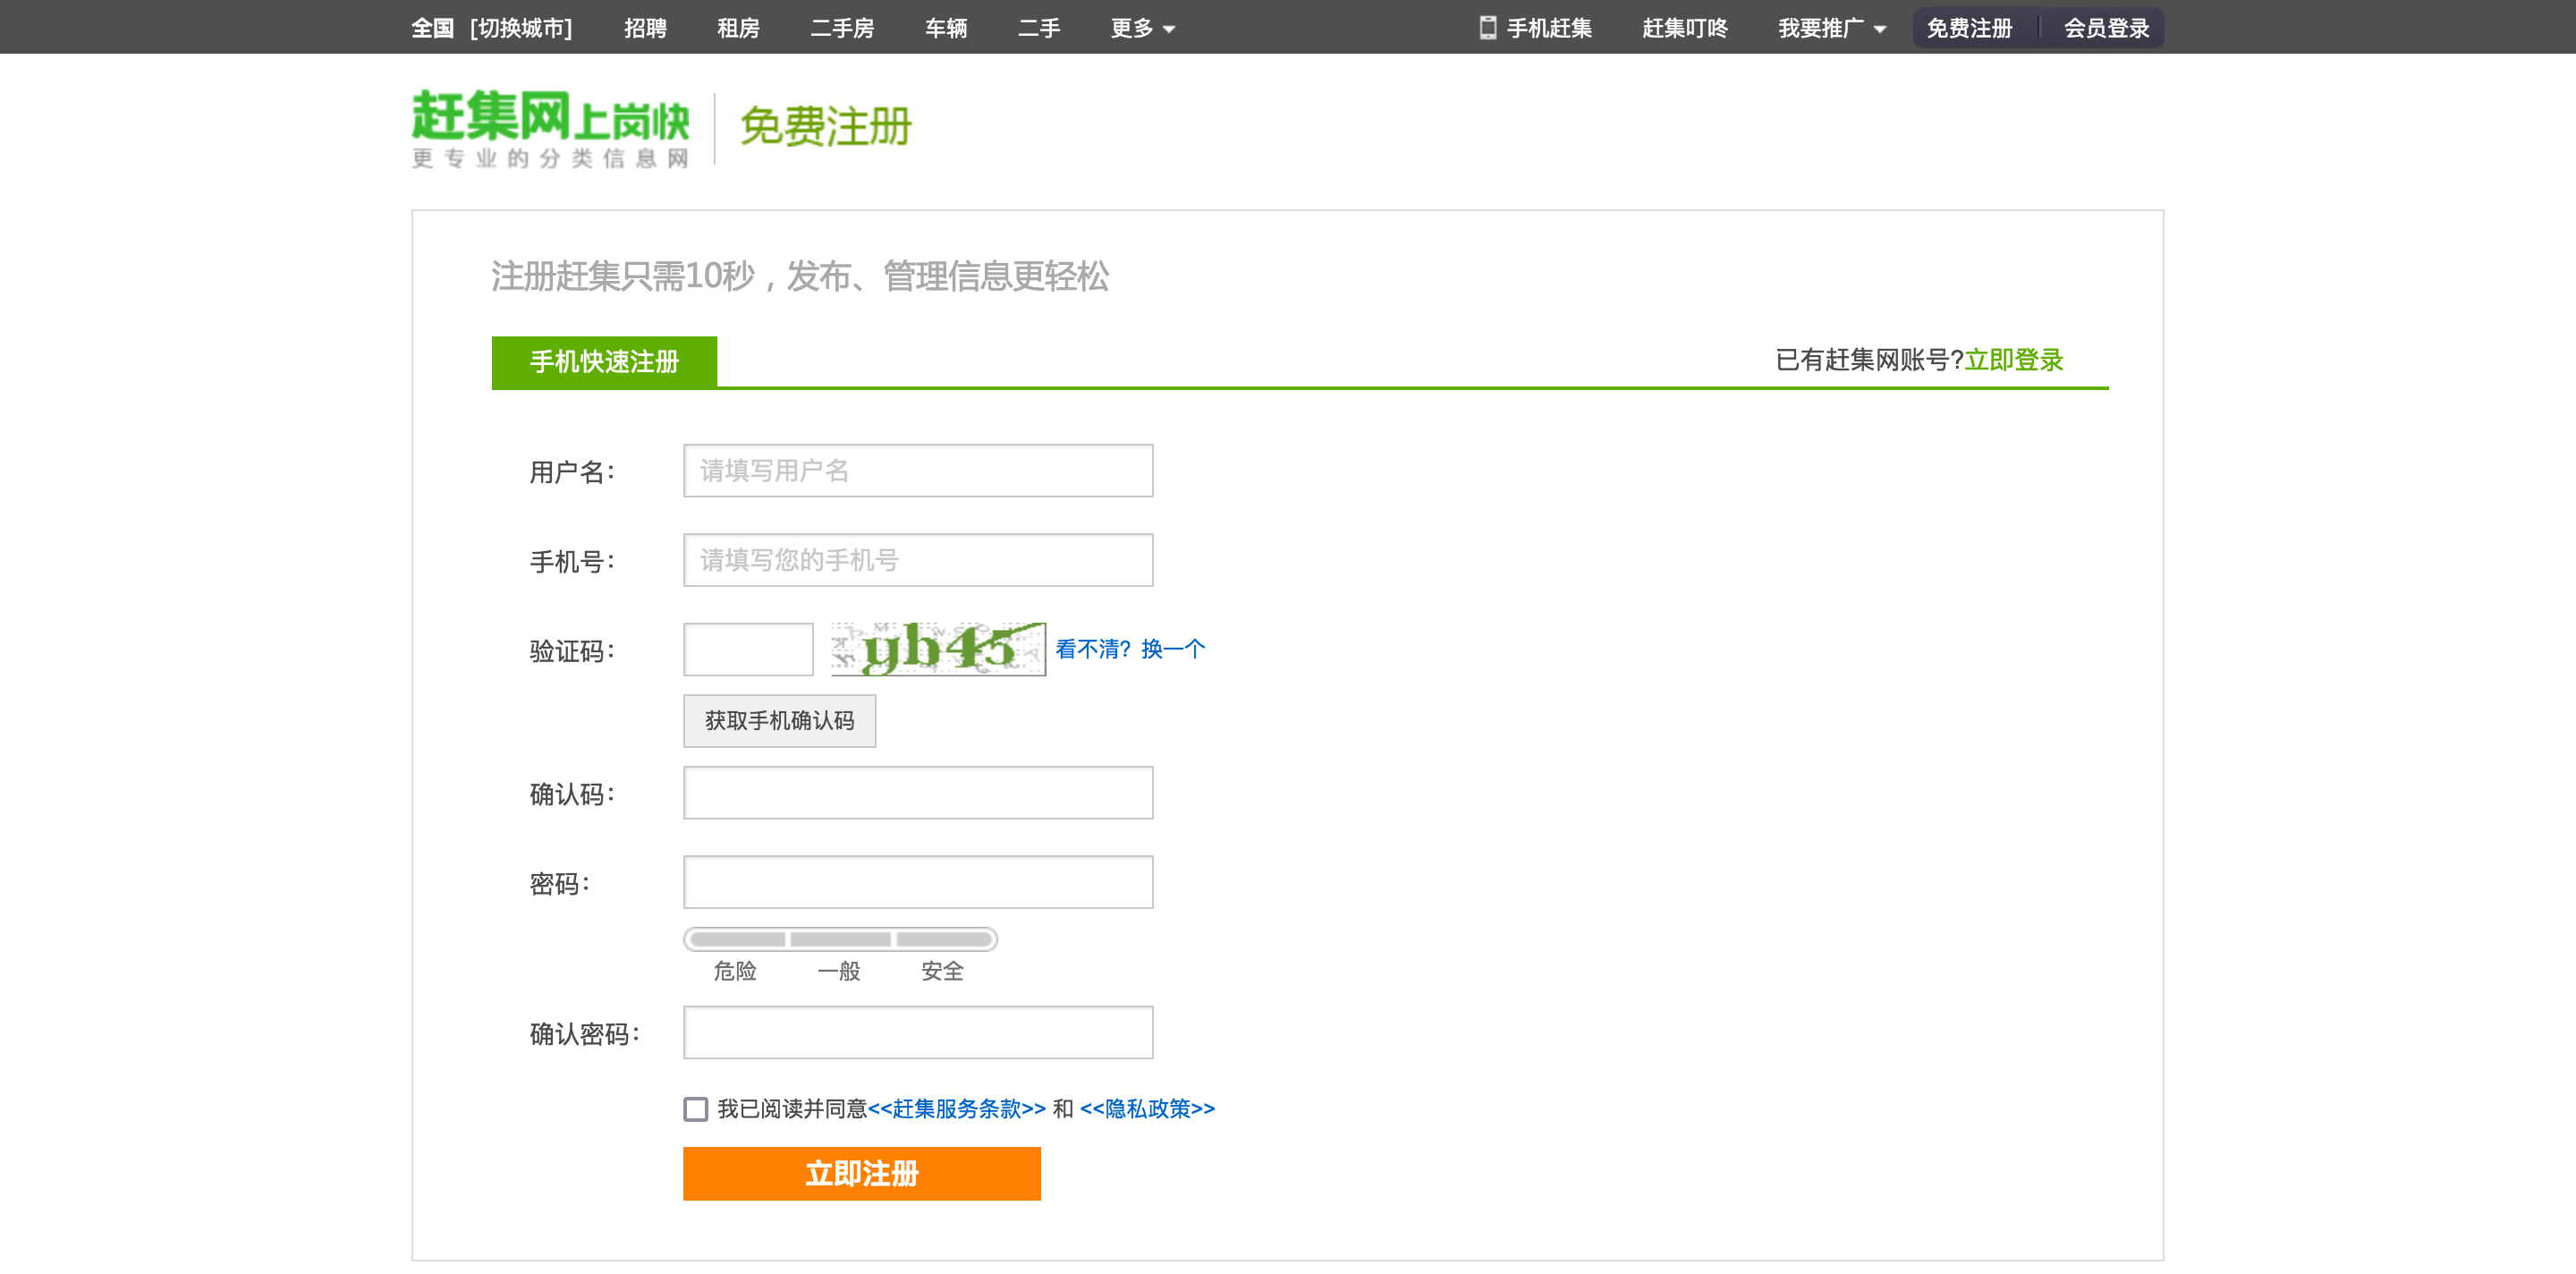 全国 [切换城市] 招聘 租房 二手房 车辆 二手 更多 手机赶集 赶集叮咚 我要推广 免费注册 会员登录
赶集网上岗快
更专业的分类信息网
免费注册
注册赶集只需10秒，发布、管理信息更轻松
手机快速注册
已有赶集网账号?立即登录
用户名：
请填写用户名
手机号：
请填写您的手机号
验证码：
yb45
看不清？换一个
获取手机确认码
确认码：
密码：
危险 一般 安全
确认密码：
我已阅读并同意<<赶集服务条款>> 和 <<隐私政策>>
立即注册